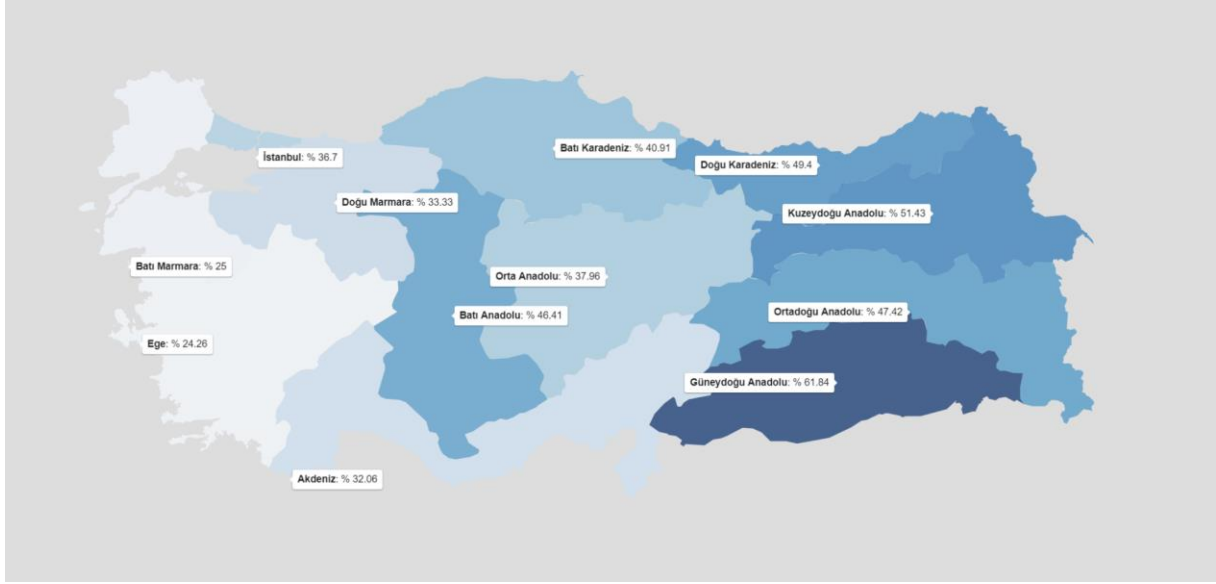 Batı Karadeniz: % 40.91
İstanbul: % 36.7
Doğu Karadeniz: % 49.4
Doğu Marmara: % 33.33
Kuzeydoğu Anadolu: % 51.43
Batı Marmara: % 25
Orta Anadolu: % 37.96
Batı Anadolu: % 46.41
Ortadoğu Anadolu: % 47.42
Ege: % 24.26
Güneydoğu Anadolu: % 61.84
Akdeniz: % 32.06